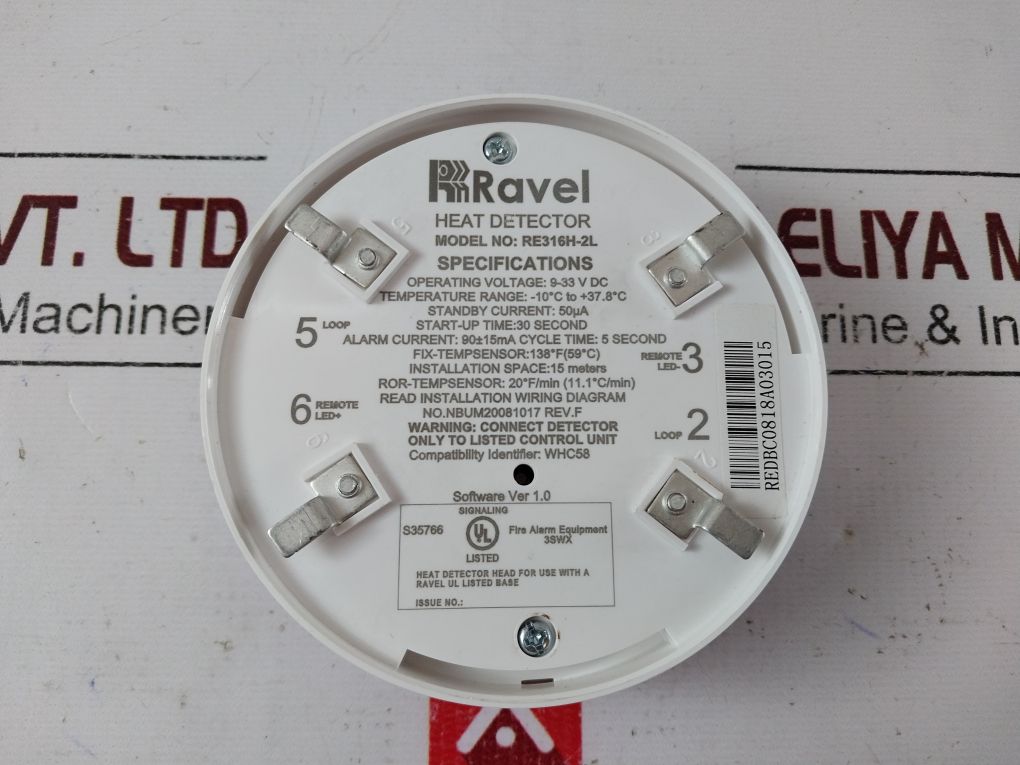 Ravel
HEAT DETECTOR
MODEL NO: RE316H-2L
SPECIFICATIONS
OPERATING VOLTAGE: 9-33 V DC
TEMPERATURE RANGE: -10°C to +37.8°C
STANDBY CURRENT: 50µA
START-UP TIME:30 SECOND
ALARM CURRENT: 90±15mA CYCLE TIME: 5 SECOND
FIX-TEMPSENSOR:138°F(59°C)
INSTALLATION SPACE:15 meters
ROR-TEMPSENSOR: 20°F/min (11.1°C/min)
READ INSTALLATION WIRING DIAGRAM
NO.NBUM20081017 REV.F
WARNING: CONNECT DETECTOR
ONLY TO LISTED CONTROL UNIT
Compatibility Identifier: WHC58
Software Ver 1.0
SIGNALING
S35766 UL Fire Alarm Equipment
3SWX
LISTED
HEAT DETECTOR HEAD FOR USE WITH A
RAVEL UL LISTED BASE
ISSUE NO.:
5 LOOP
6 REMOTE
LED+
REMOTE
LED- 3
LOOP 2
5
3
6
2
REDBC0818A03015
VT. LTD
Machiner
ELIYA M
rine & In